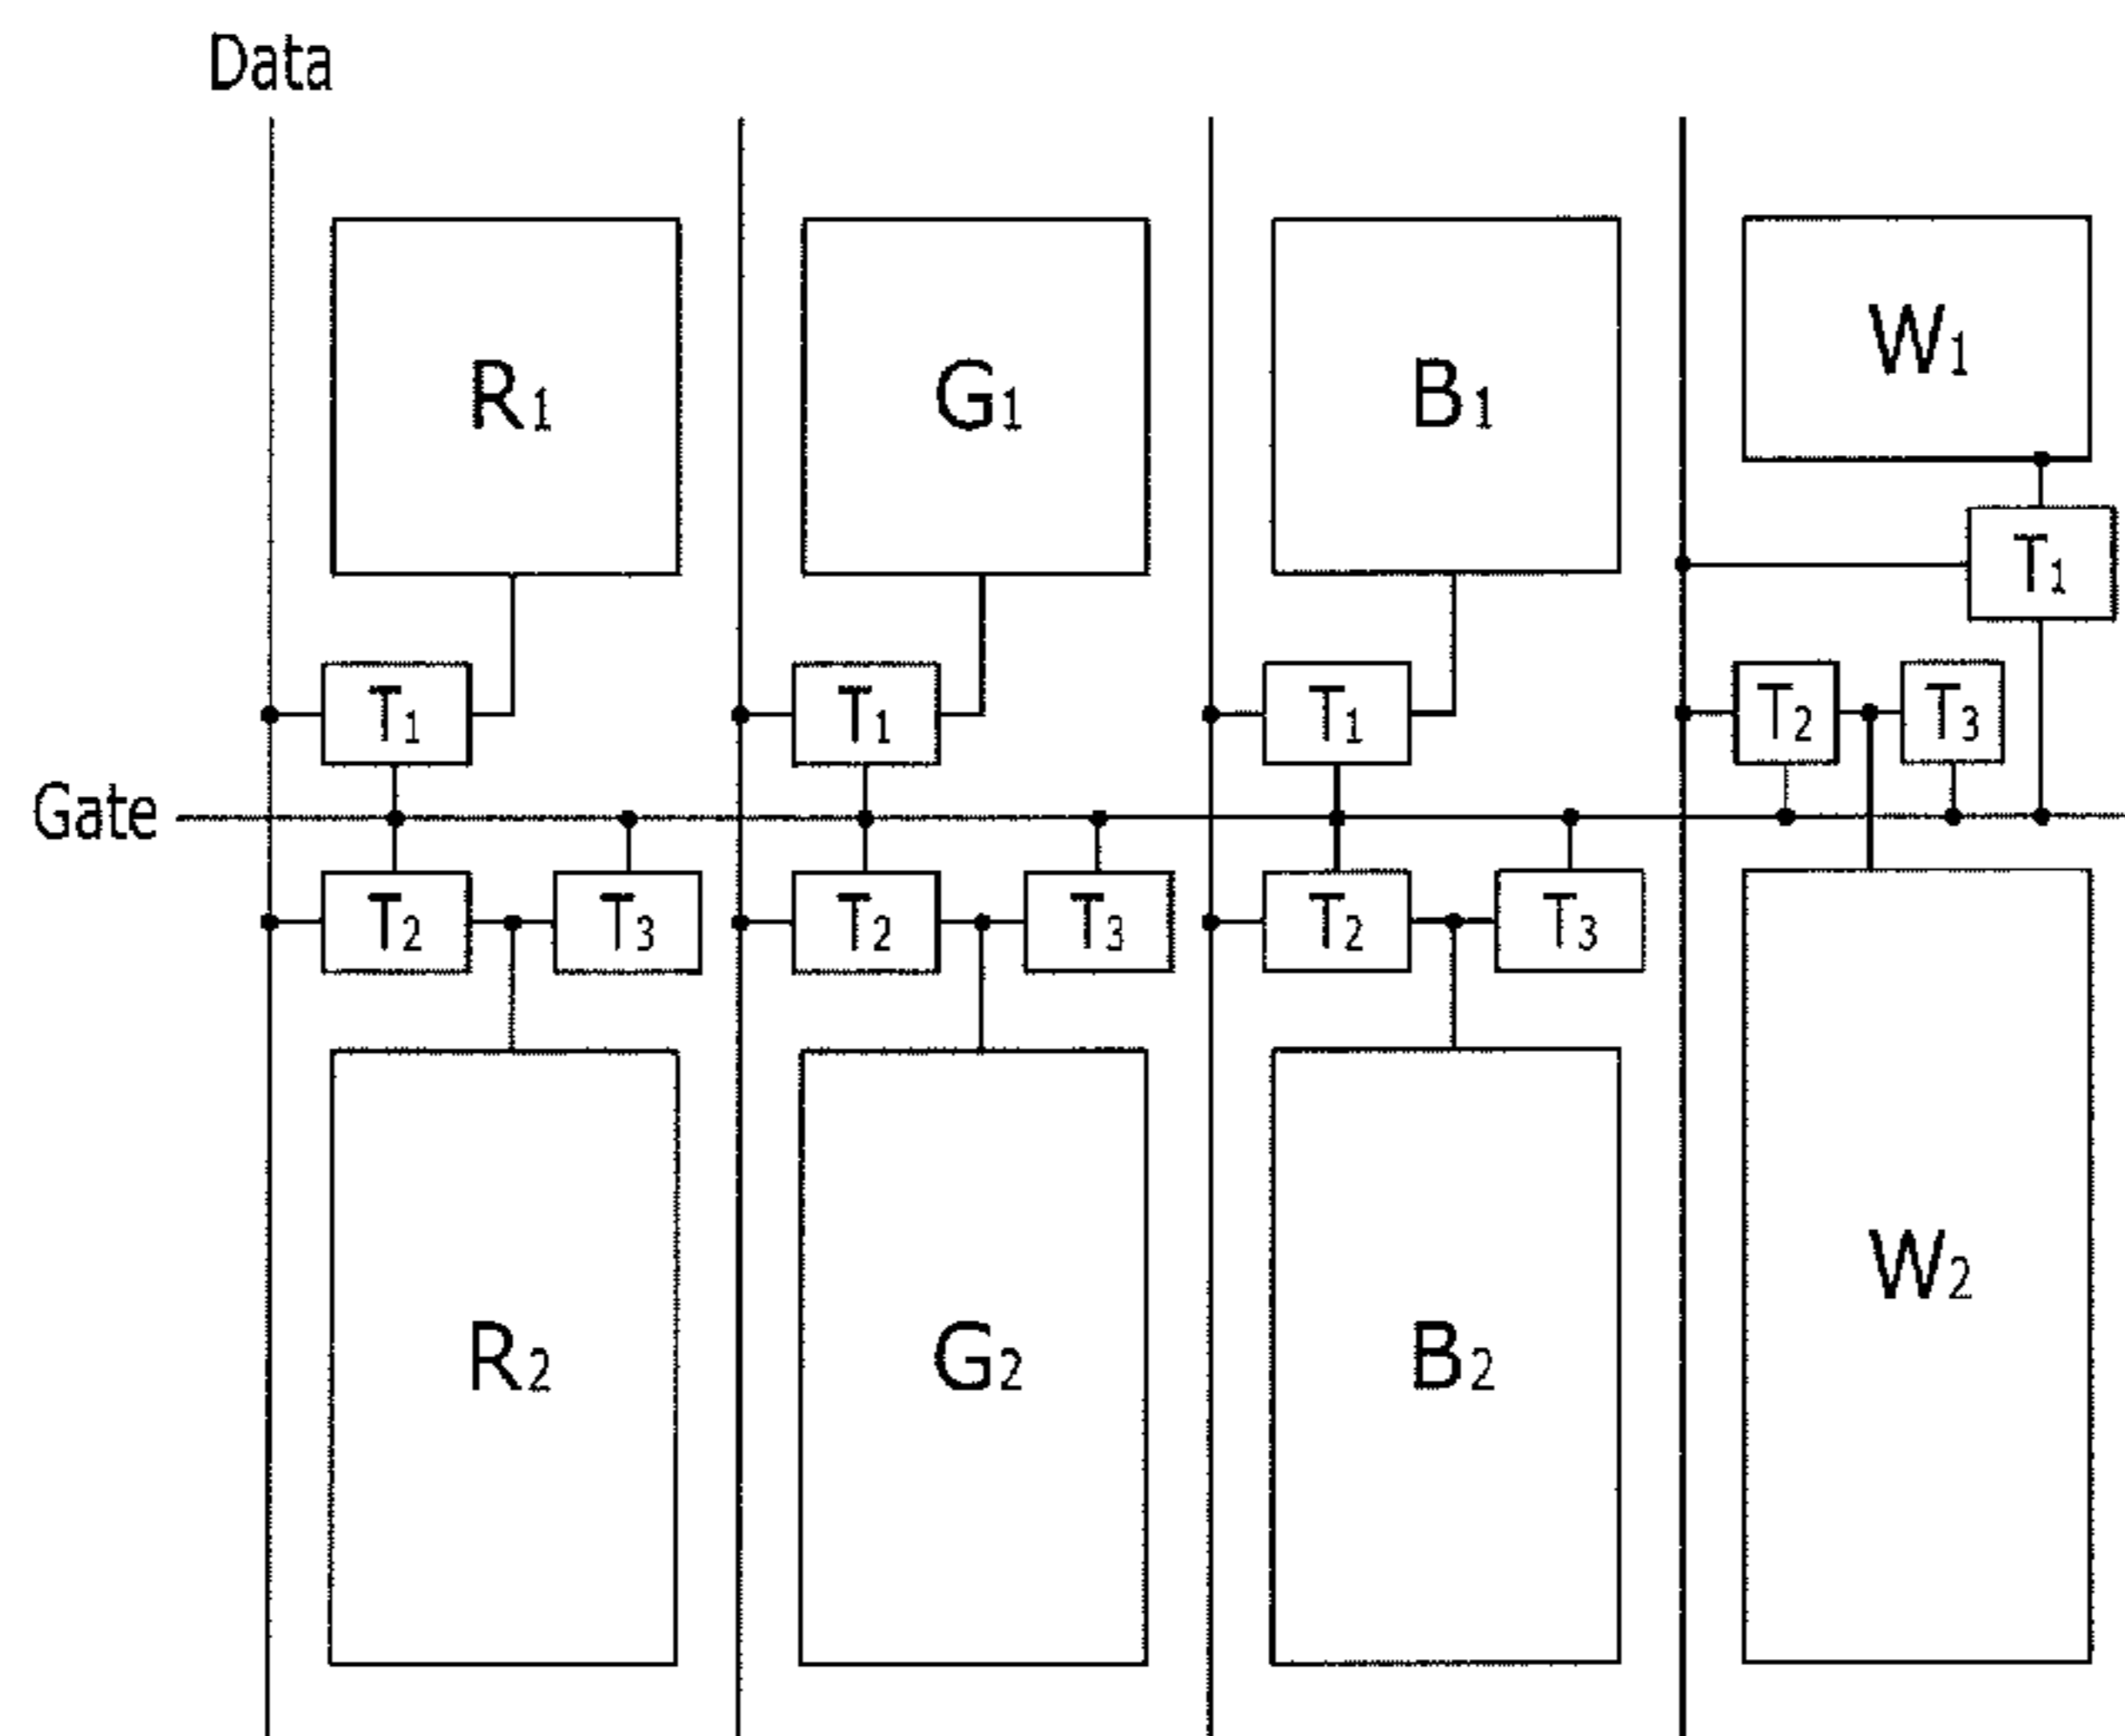 Data
R1 G1 B1 W1
T1
T1 T1 T1 T2 T3
Gate
T2 T3 T2 T3 T2 T3
R2 G2 B2 W2